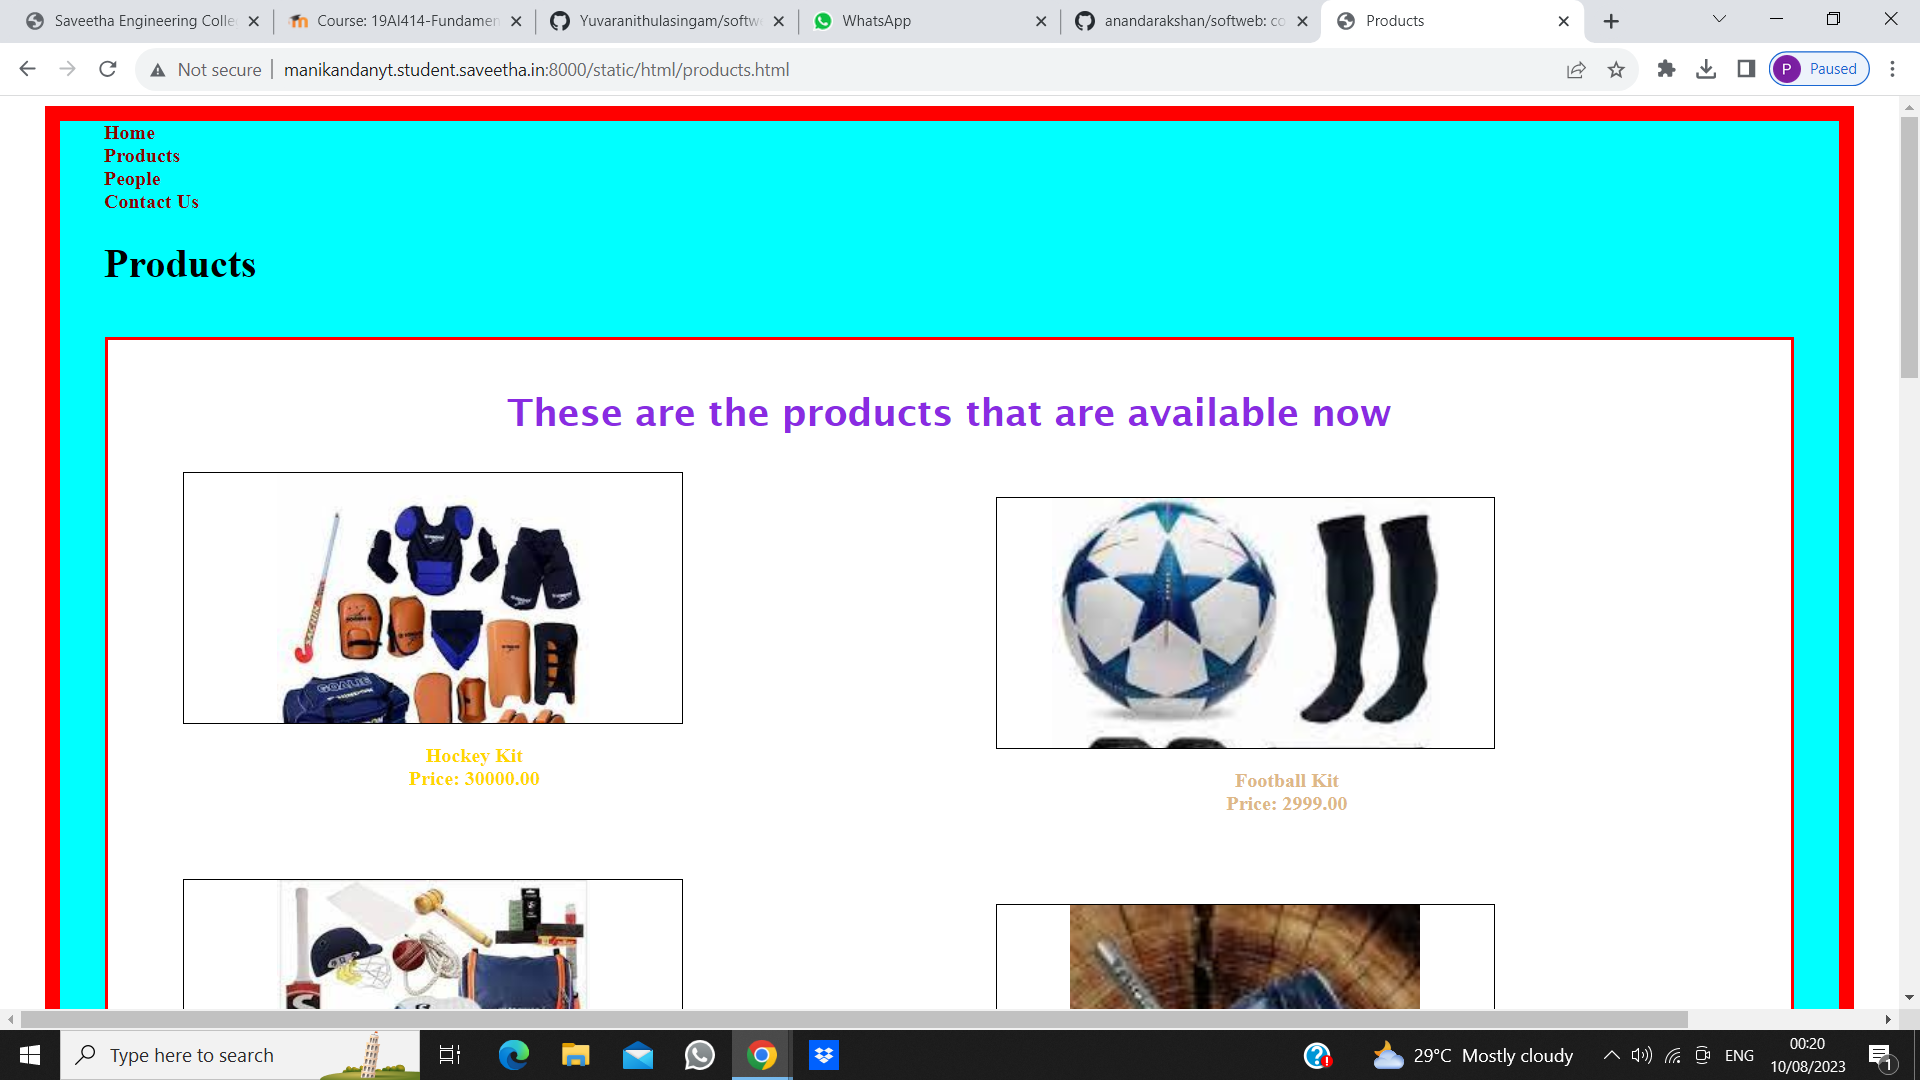 Saveetha Engineering Colle
Course: 19AI414-Fundamen
Yuvaranithulasingam/softw
WhatsApp
anandarakshan/softweb: co
Products
Not secure
manikandanyt.student.saveetha.in:8000/static/html/products.html
P
Paused
Home
Products
People
Contact Us
Products
These are the products that are available now
GOALIE
Hockey Kit
Price: 30000.00
Football Kit
Price: 2999.00
Type here to search
29°C Mostly cloudy
ENG
00:20
10/08/2023
1